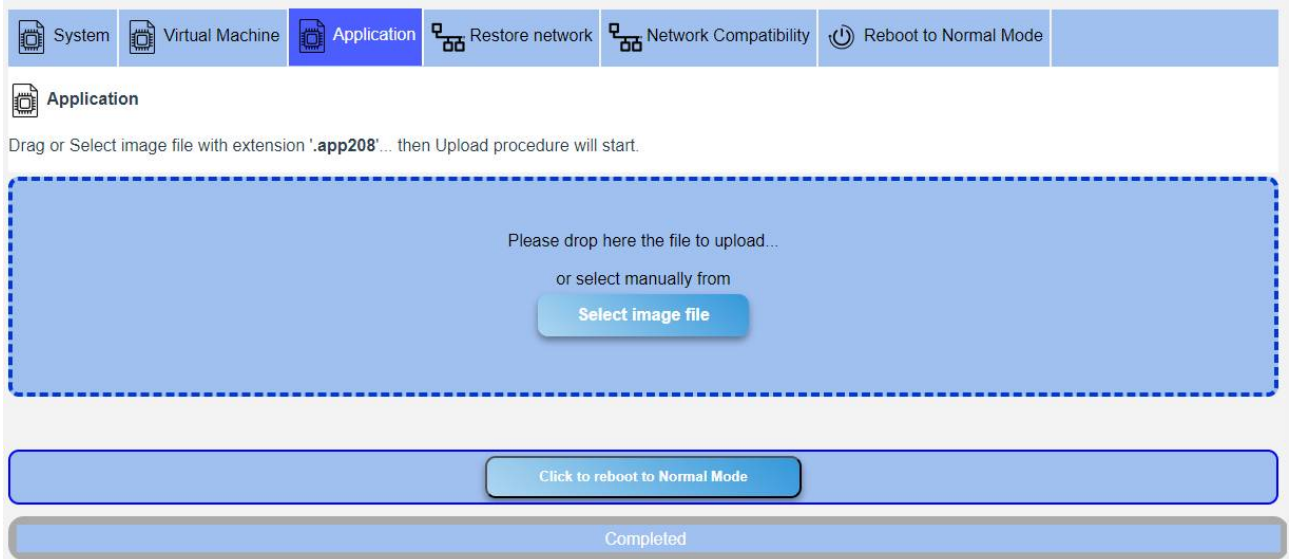 System Virtual Machine Application Restore network Network Compatibility Reboot to Normal Mode
Application
Drag or Select image file with extension '.app208'... then Upload procedure will start.
Please drop here the file to upload...
or select manually from
Select image file
Click to reboot to Normal Mode
Completed